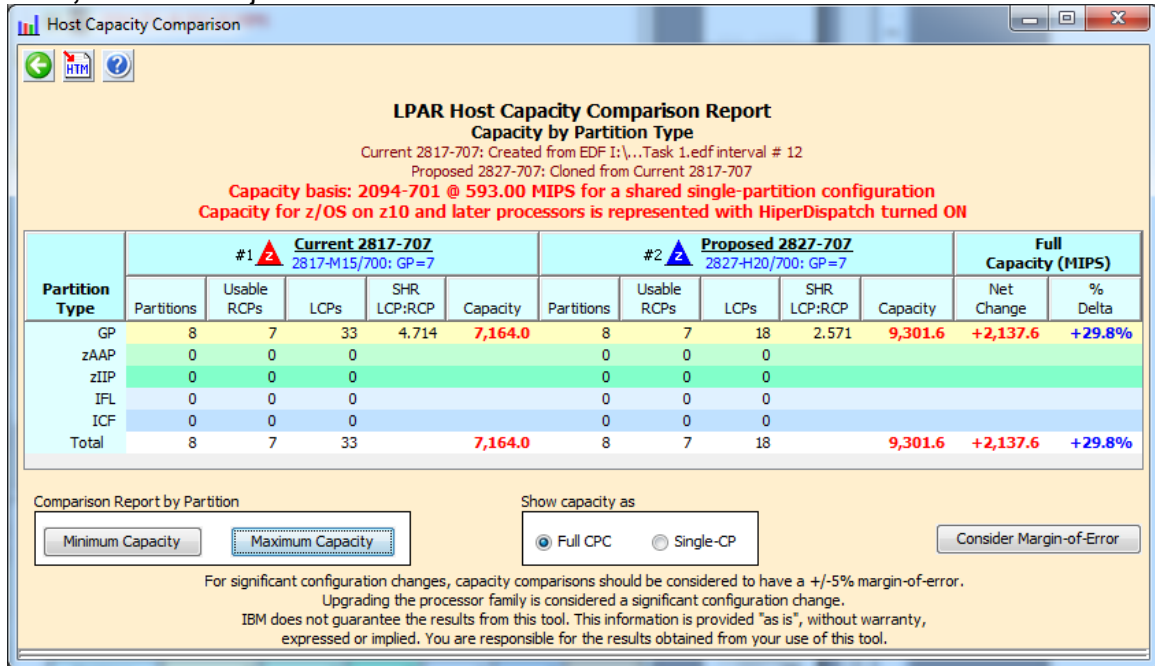 Host Capacity Comparison
HTM
LPAR Host Capacity Comparison Report
Capacity by Partition Type
Current 2817-707: Created from EDF I:\...Task 1.edf interval # 12
Proposed 2827-707: Cloned from Current 2817-707
Capacity basis: 2094-701 @ 593.00 MIPS for a shared single-partition configuration
Capacity for z/OS on z10 and later processors is represented with HiperDispatch turned ON
#1 z Current 2817-707 #2 z Proposed 2827-707 Full
2817-M15/700: GP=7 2827-H20/700: GP=7 Capacity (MIPS)
Partition Usable SHR Usable SHR Net %
Type Partitions RCPs LCPs LCP:RCP Capacity Partitions RCPs LCPs LCP:RCP Capacity Change Delta
GP 8 7 33 4.714 7,164.0 8 7 18 2.571 9,301.6 +2,137.6 +29.8%
zAAP 0 0 0 0 0 0
zIIP 0 0 0 0 0 0
IFL 0 0 0 0 0 0
ICF 0 0 0 0 0 0
Total 8 7 33 7,164.0 8 7 18 9,301.6 +2,137.6 +29.8%
Comparison Report by Partition Show capacity as
Minimum Capacity Maximum Capacity Full CPC Single-CP Consider Margin-of-Error
For significant configuration changes, capacity comparisons should be considered to have a +/-5% margin-of-error.
Upgrading the processor family is considered a significant configuration change.
IBM does not guarantee the results from this tool. This information is provided "as is", without warranty,
expressed or implied. You are responsible for the results obtained from your use of this tool.